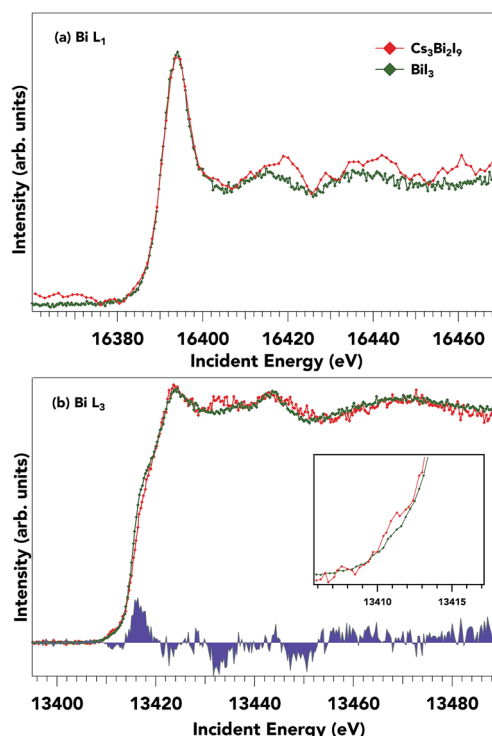 (a) Bi L₁
Cs₃Bi₂I₉
BiI₃
Intensity (arb. units)
16380 16400 16420 16440 16460
Incident Energy (eV)
(b) Bi L₃
Intensity (arb. units)
13410 13415
13400 13420 13440 13460 13480
Incident Energy (eV)